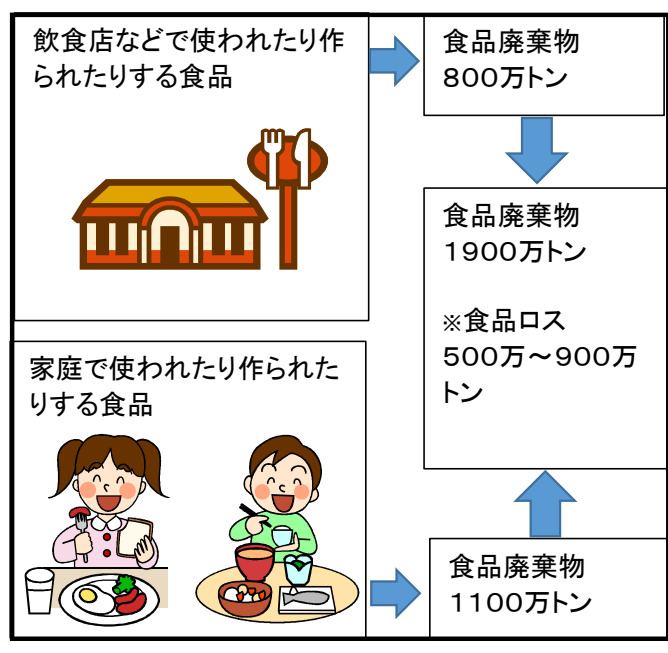 飲食店などで使われたり作
られたりする食品
食品廃棄物
８００万トン
食品廃棄物
１９００万トン
※食品ロス
５００万～９００万
トン
家庭で使われたり作られた
りする食品
食品廃棄物
１１００万トン